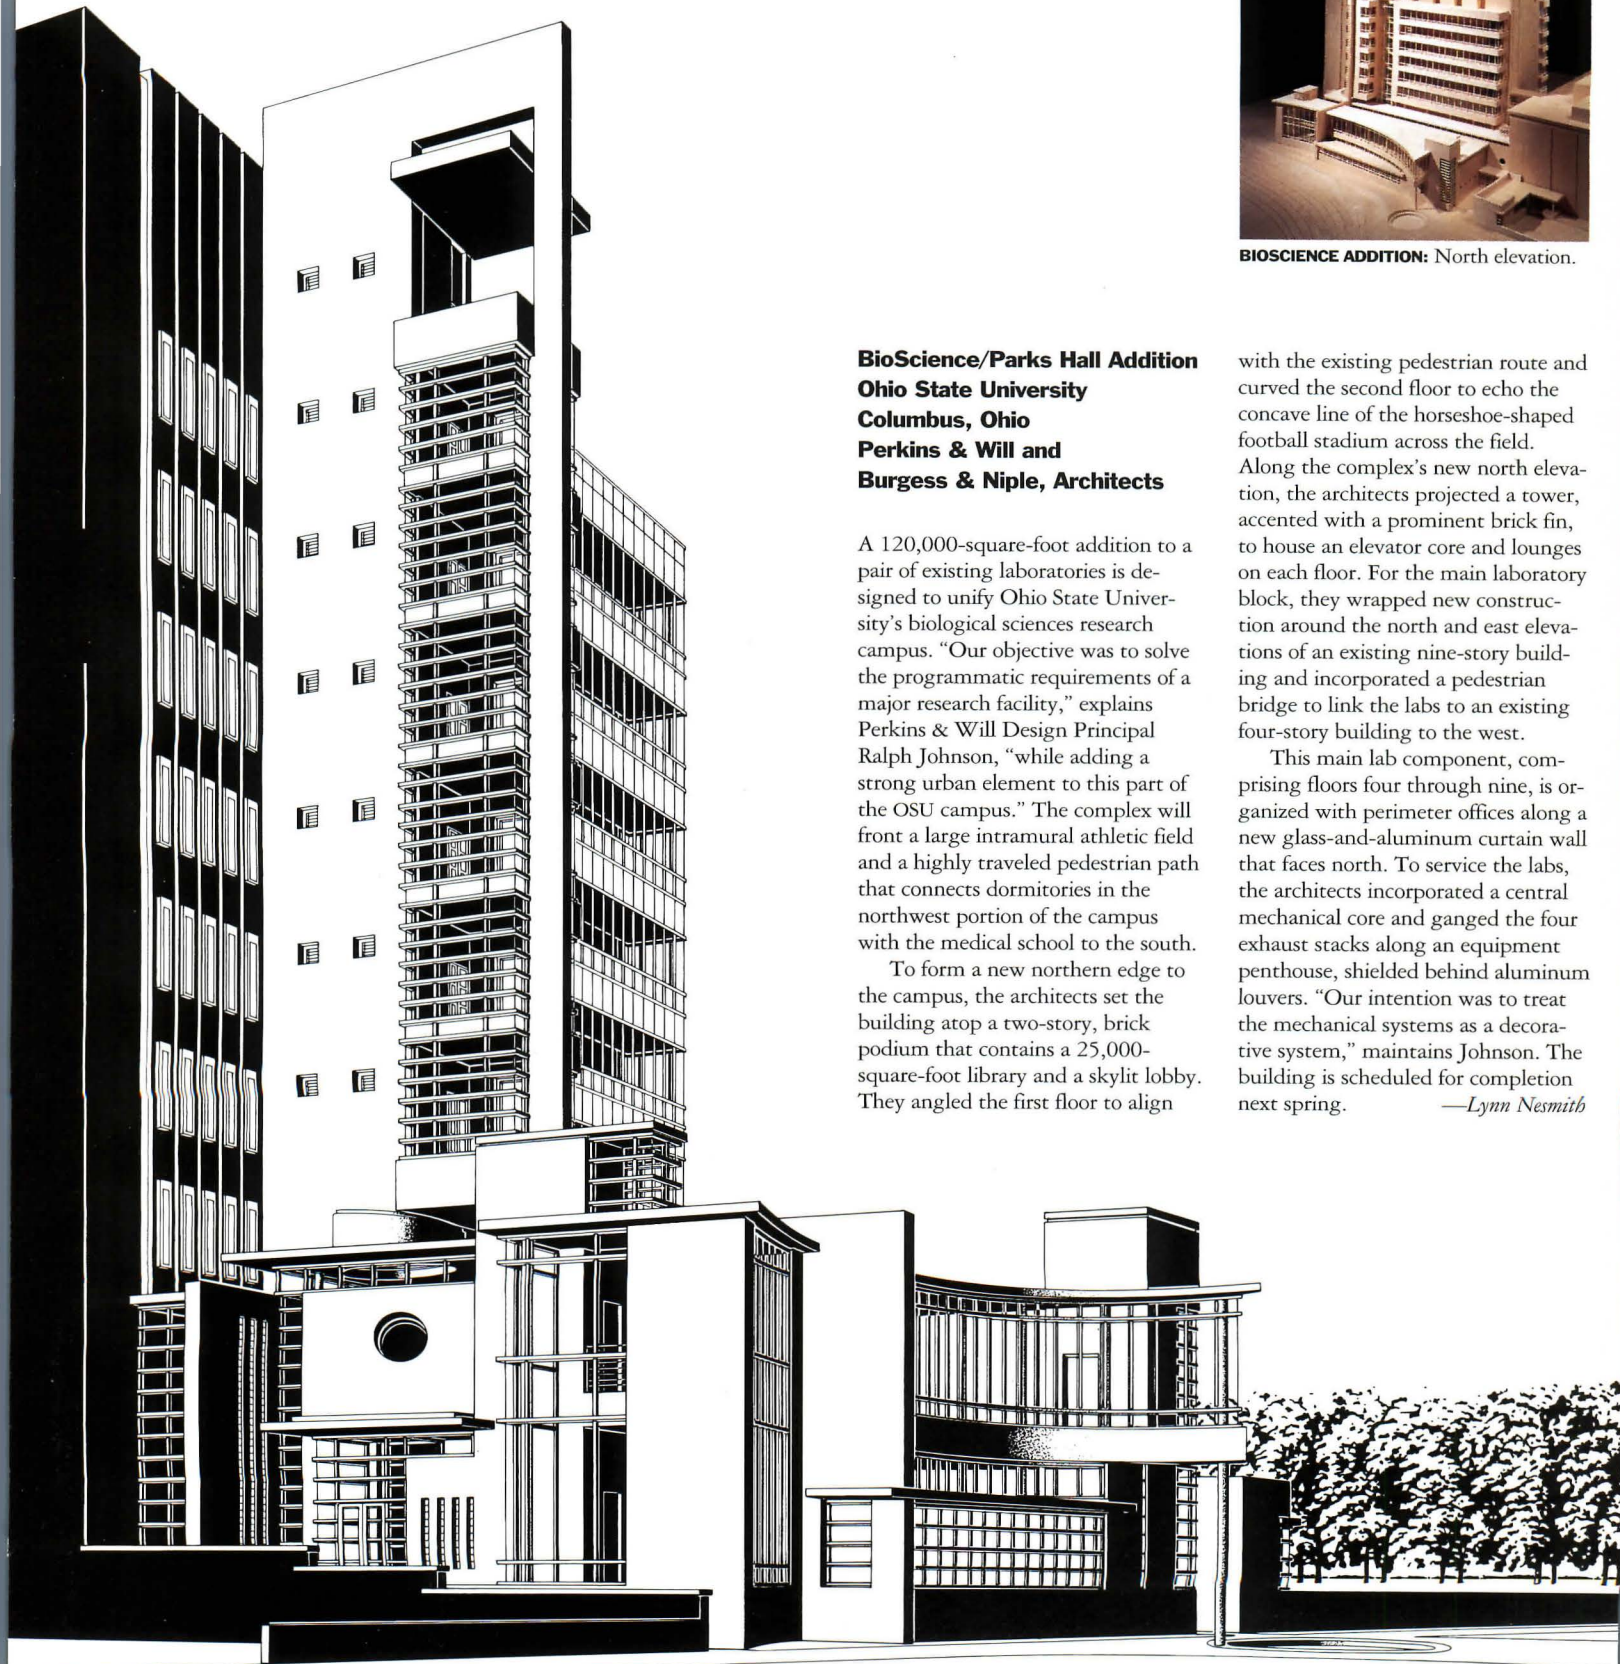 BIOSCIENCE ADDITION: North elevation.
BioScience/Parks Hall Addition
Ohio State University
Columbus, Ohio
Perkins & Will and
Burgess & Niple, Architects
A 120,000-square-foot addition to a
pair of existing laboratories is de-
signed to unify Ohio State Univer-
sity's biological sciences research
campus. “Our objective was to solve
the programmatic requirements of a
major research facility,” explains
Perkins & Will Design Principal
Ralph Johnson, “while adding a
strong urban element to this part of
the OSU campus.” The complex will
front a large intramural athletic field
and a highly traveled pedestrian path
that connects dormitories in the
northwest portion of the campus
with the medical school to the south.
To form a new northern edge to
the campus, the architects set the
building atop a two-story, brick
podium that contains a 25,000-
square-foot library and a skylit lobby.
They angled the first floor to align
with the existing pedestrian route and
curved the second floor to echo the
concave line of the horseshoe-shaped
football stadium across the field.
Along the complex's new north eleva-
tion, the architects projected a tower,
accented with a prominent brick fin,
to house an elevator core and lounges
on each floor. For the main laboratory
block, they wrapped new construc-
tion around the north and east eleva-
tions of an existing nine-story build-
ing and incorporated a pedestrian
bridge to link the labs to an existing
four-story building to the west.
This main lab component, com-
prising floors four through nine, is or-
ganized with perimeter offices along a
new glass-and-aluminum curtain wall
that faces north. To service the labs,
the architects incorporated a central
mechanical core and ganged the four
exhaust stacks along an equipment
penthouse, shielded behind aluminum
louvers. “Our intention was to treat
the mechanical systems as a decora-
tive system,” maintains Johnson. The
building is scheduled for completion
next spring. —Lynn Nesmith